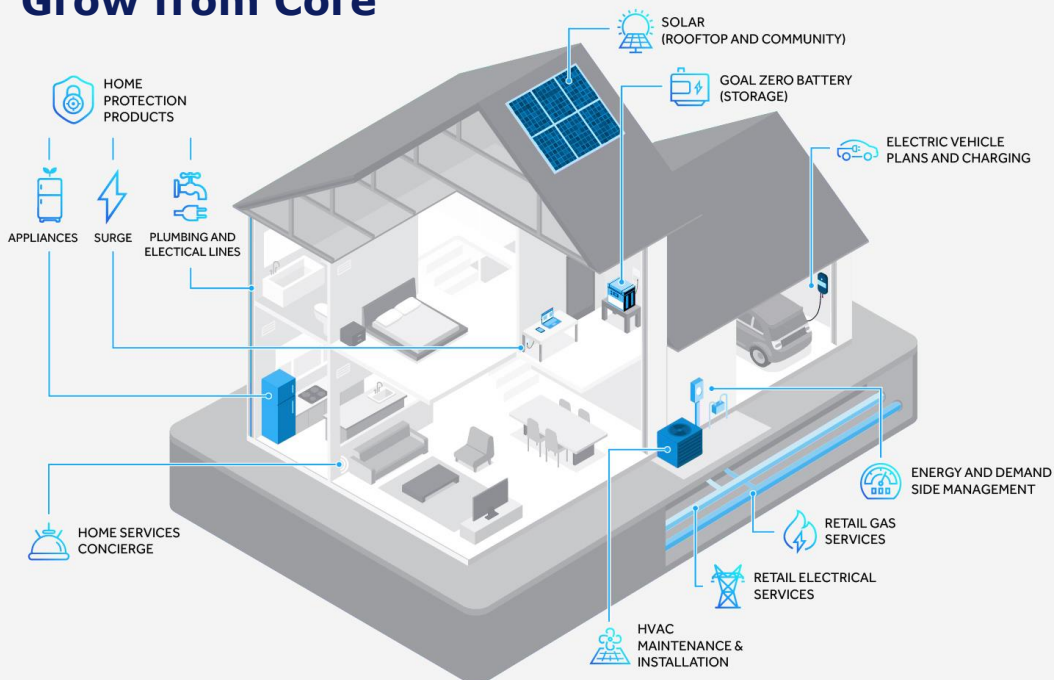 Grow from Core
SOLAR
(ROOFTOP AND COMMUNITY)
HOME
PROTECTION
PRODUCTS
GOAL ZERO BATTERY
(STORAGE)
ELECTRIC VEHICLE
PLANS AND CHARGING
APPLIANCES
SURGE
PLUMBING AND
ELECTICAL LINES
ENERGY AND DEMAND
SIDE MANAGEMENT
HOME SERVICES
CONCIERGE
RETAIL GAS
SERVICES
RETAIL ELECTRICAL
SERVICES
HVAC
MAINTENANCE &
INSTALLATION